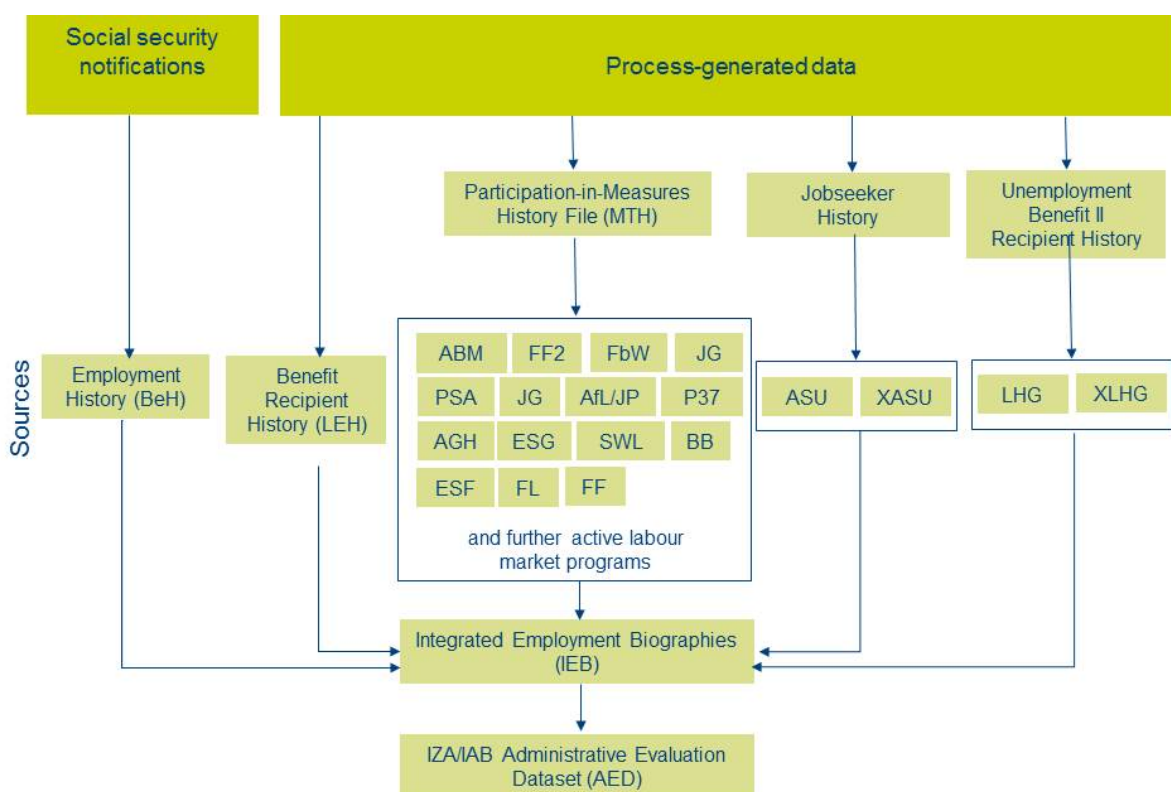 Social security
notifications
Process-generated data
Participation-in-Measures
History File (MTH)
Jobseeker
History
Unemployment
Benefit II
Recipient History
Sources
Employment
History (BeH)
Benefit
Recipient
History (LEH)
ABM FF2 FbW JG
PSA JG AfL/JP P37
AGH ESG SWL BB
ESF FL FF
and further active labour
market programs
ASU XASU
LHG XLHG
Integrated Employment Biographies
(IEB)
IZA/IAB Administrative Evaluation
Dataset (AED)